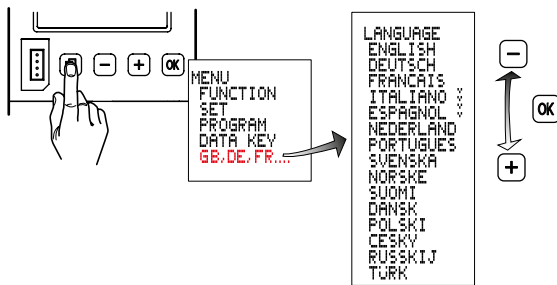 OK
MENU
FUNCTION
SET
PROGRAM
DATA KEY
GB,DE,FR....
LANGUAGE
ENGLISH
DEUTSCH
FRANCAIS
ITALIANO
ESPAGNOL
NEDERLAND
PORTUGUES
SVENSKA
NORSKE
SUOMI
DANSK
POLSKI
CESKY
RUSSKIJ
TURK
OK